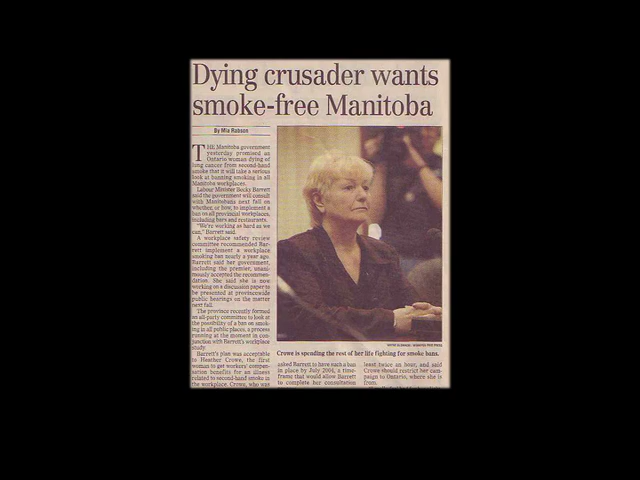 Dying crusader wants
smoke-free Manitoba
By Mia Rabson
THE Manitoba government
yesterday promised an
Ontario woman dying of
lung cancer from second-hand
smoke that it will take a serious
look at banning smoking in all
Manitoba workplaces.
Labour Minister Becky Barrett
said the government will consult
with Manitobans next fall on
whether, or how, to implement a
ban on all provincial workplaces,
including bars and restaurants.
"We're working as hard as we
can," Barrett said.
A workplace safety review
committee recommended Bar-
rett implement a workplace
smoking ban nearly a year ago.
Barrett said her government,
including the premier, unani-
mously accepted the recommen-
dation. She said she is now
working on a discussion paper to
be presented at provincewide
public hearings on the matter
next fall.
The province recently formed
an all-party committee to look at
the possibility of a ban on smok-
ing in all public places, a process
running at the moment in con-
junction with Barrett's workplace
study.
Barrett's plan was acceptable
to Heather Crowe, the first
woman to get workers' compen-
sation benefits for an illness
related to second-hand smoke in
the workplace. Crowe, who was
Crowe is spending the rest of her life fighting for smoke bans.
asked Barrett to have such a ban
in place by July 2004, a time-
frame that would allow Barrett
to complete her consultation
least twice an hour, and said
Crowe should restrict her cam-
paign to Ontario, where she is
from.